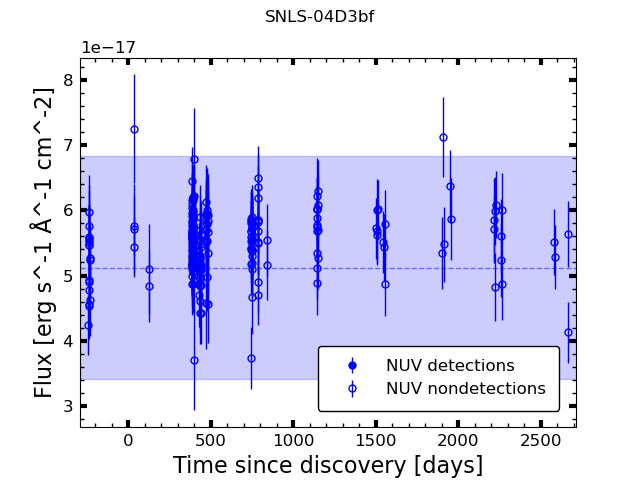 SNLS-04D3bf
1e−17
8
7
6
5
4
3
Flux [erg s^-1 Å^-1 cm^-2]
NUV detections
NUV nondetections
0 500 1000 1500 2000 2500
Time since discovery [days]